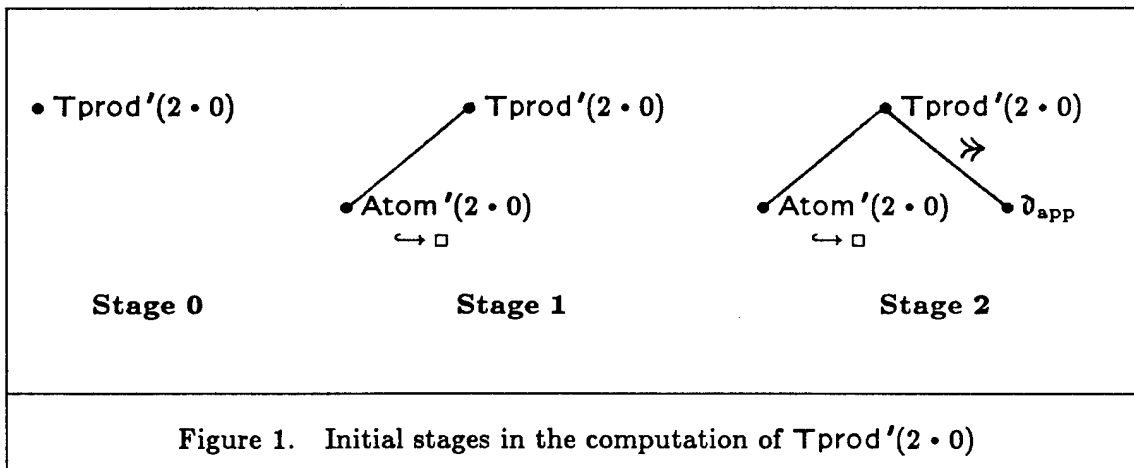 • Tprod ′(2 • 0) • Tprod ′(2 • 0) • Tprod ′(2 • 0)
≫
• Atom ′(2 • 0) • Atom ′(2 • 0) • 𝔡app
↪ □ ↪ □
Stage 0 Stage 1 Stage 2
Figure 1. Initial stages in the computation of Tprod ′(2 • 0)